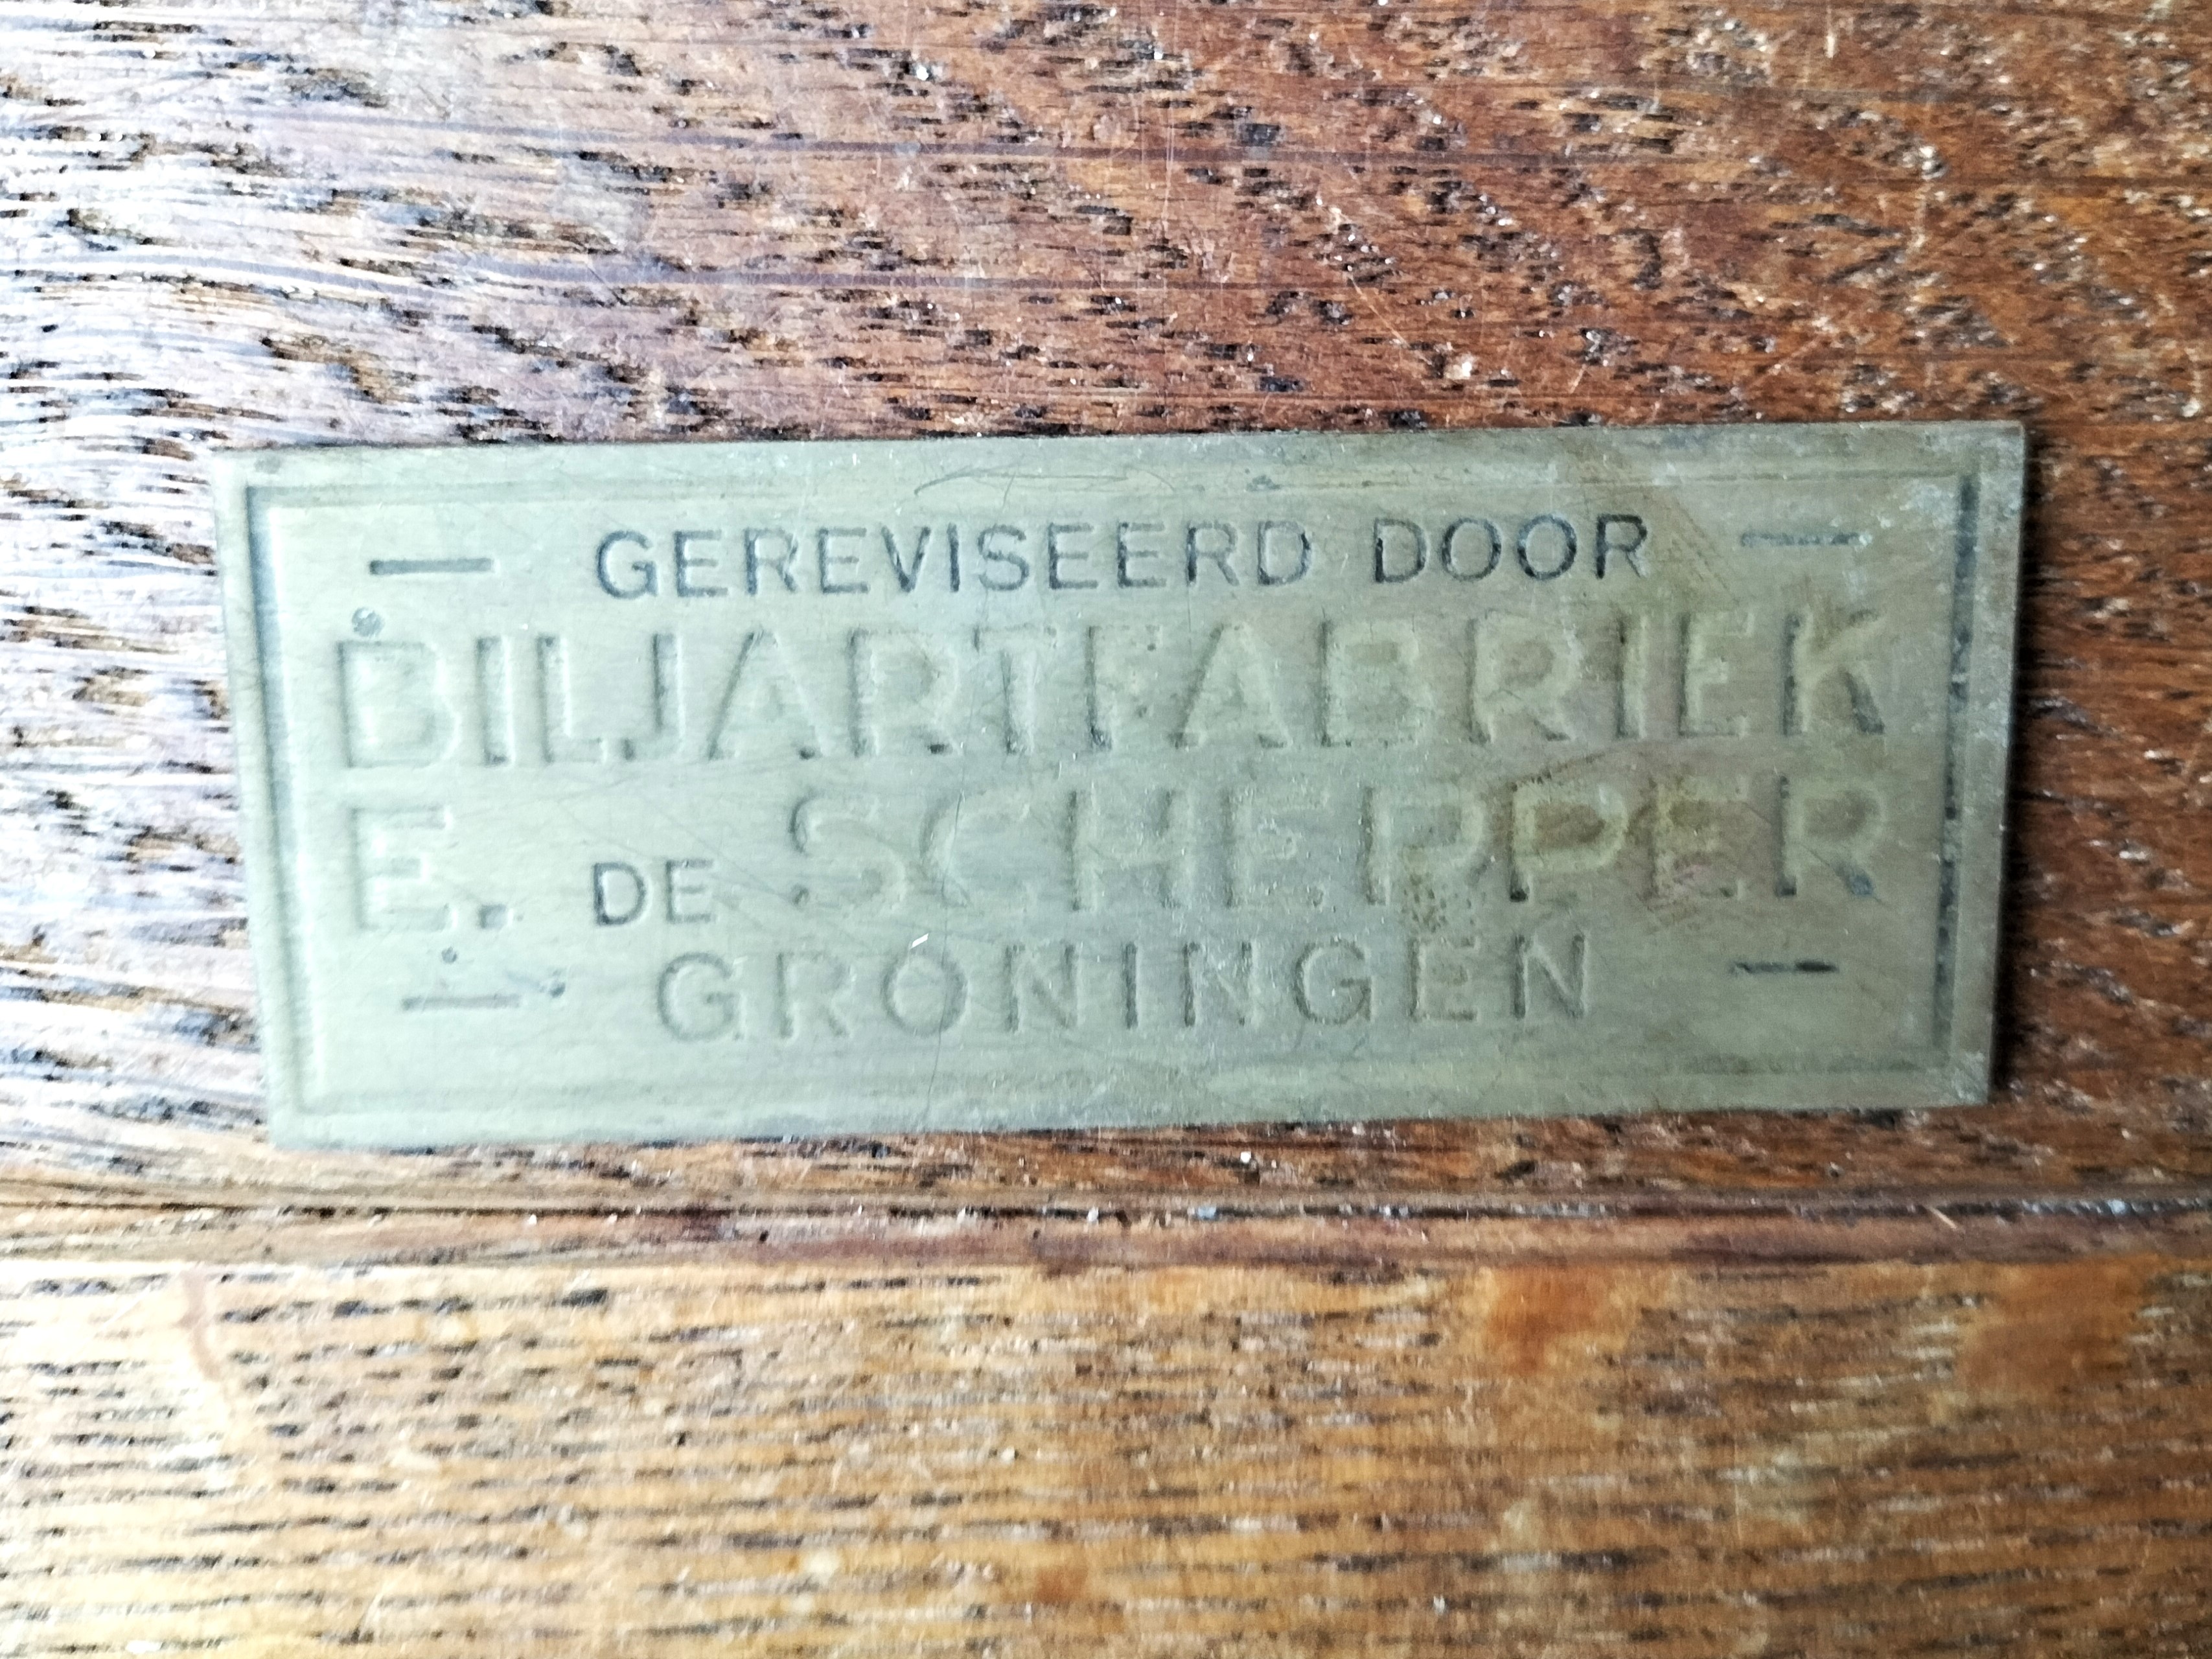 — GEREVISEERD DOOR —
BILJARTFABRIEK
E. DE SCHEPPER
— GRONINGEN —